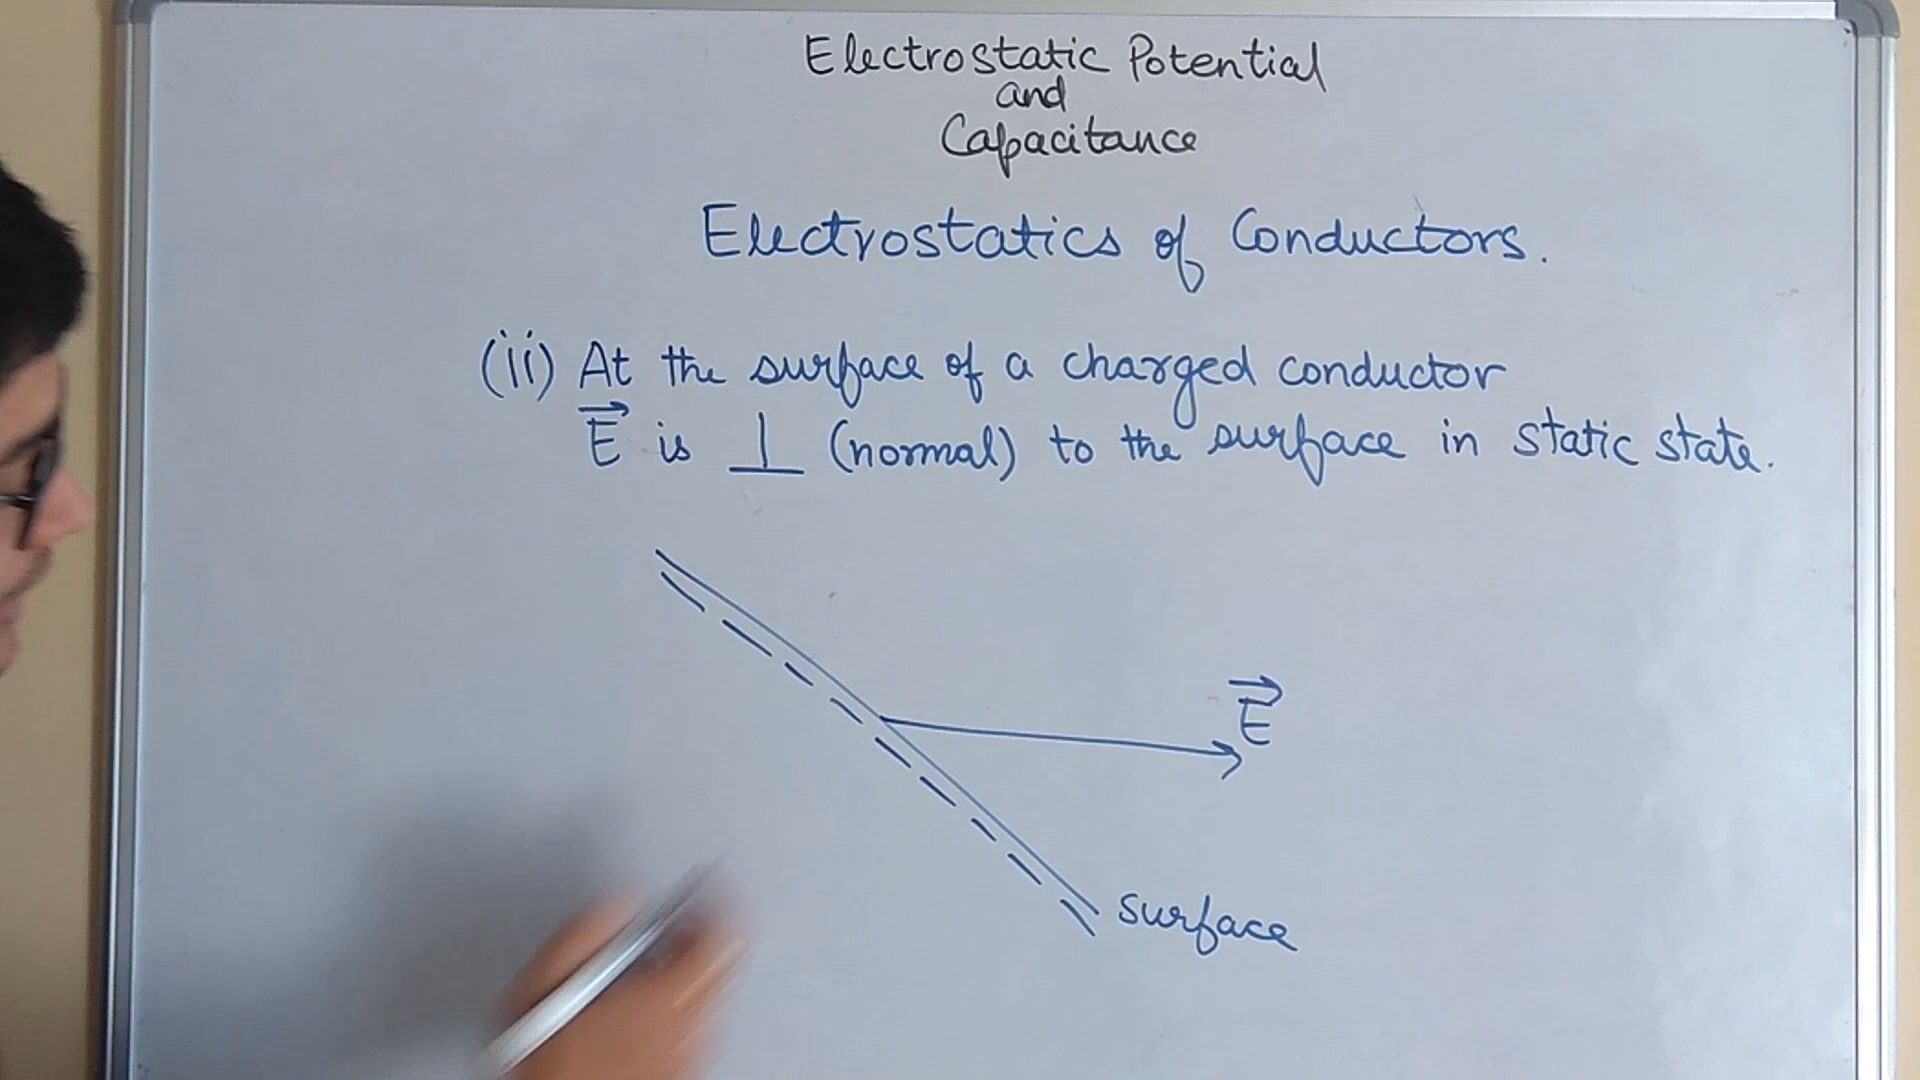 Electrostatic Potential
and
Capacitance
Electrostatics of Conductors.
(ii) At the surface of a charged conductor
E⃗ is ⊥ (normal) to the surface in static state.
E⃗
surface